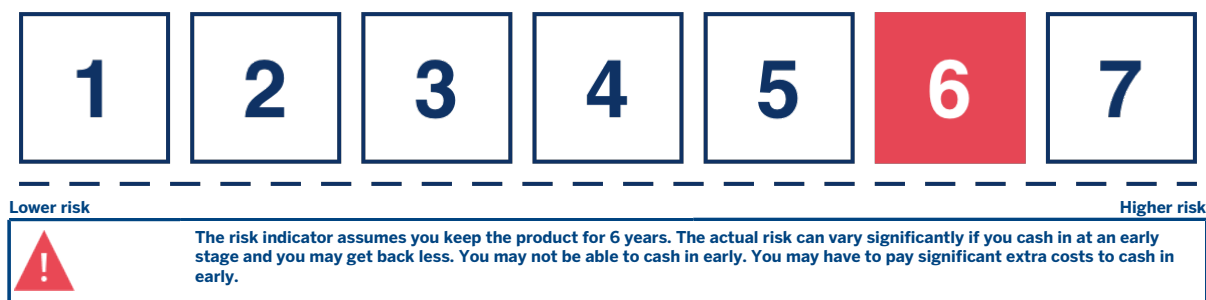 1 2 3 4 5 6 7
Lower risk Higher risk
The risk indicator assumes you keep the product for 6 years. The actual risk can vary significantly if you cash in at an early
stage and you may get back less. You may not be able to cash in early. You may have to pay significant extra costs to cash in
early.
!